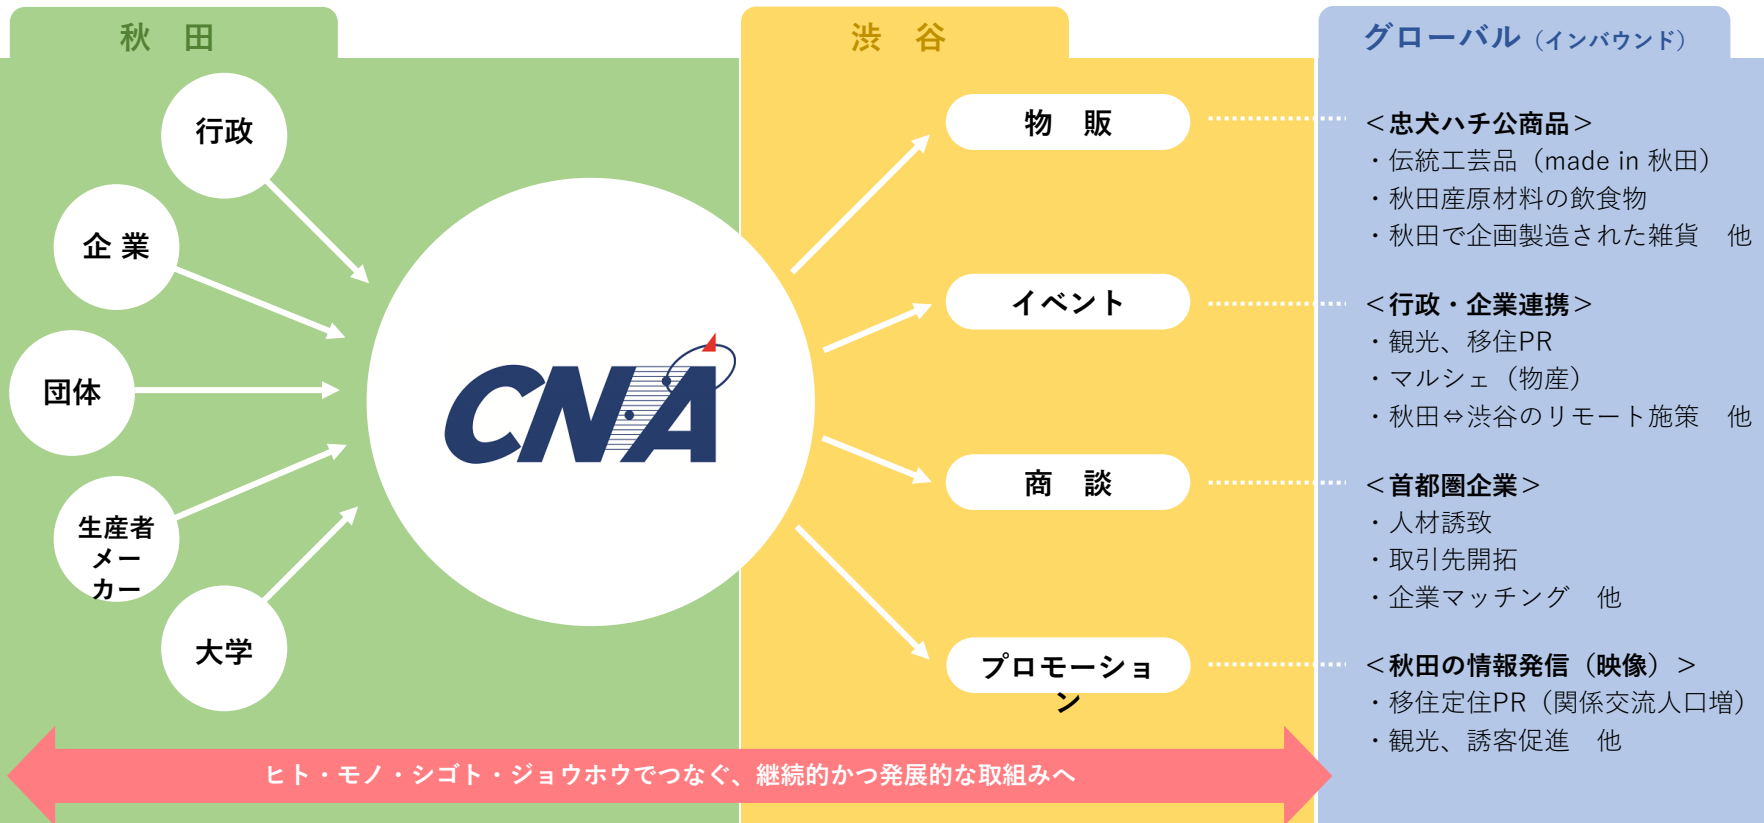 秋　田
渋　谷
グローバル（インバウンド）
行政
企 業
団体
生産者
メー
カー
大学
CNA
物　販
イベント
商　談
プロモーショ
ン
＜忠犬ハチ公商品＞
・伝統工芸品（made in 秋田）
・秋田産原材料の飲食物
・秋田で企画製造された雑貨　他
＜行政・企業連携＞
・観光、移住PR
・マルシェ（物産）
・秋田⇔渋谷のリモート施策　他
＜首都圏企業＞
・人材誘致
・取引先開拓
・企業マッチング　他
＜秋田の情報発信（映像）＞
・移住定住PR（関係交流人口増）
・観光、誘客促進　他
ヒト・モノ・シゴト・ジョウホウでつなぐ、継続的かつ発展的な取組みへ